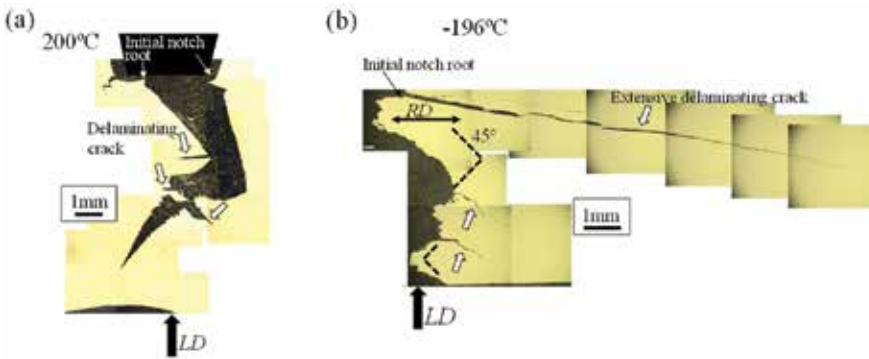 (a)
200ºC
Initial notch
root
Delaminating
crack
1mm
LD
(b)
-196ºC
Initial notch root
RD
45°
Extensive delaminating crack
1mm
LD